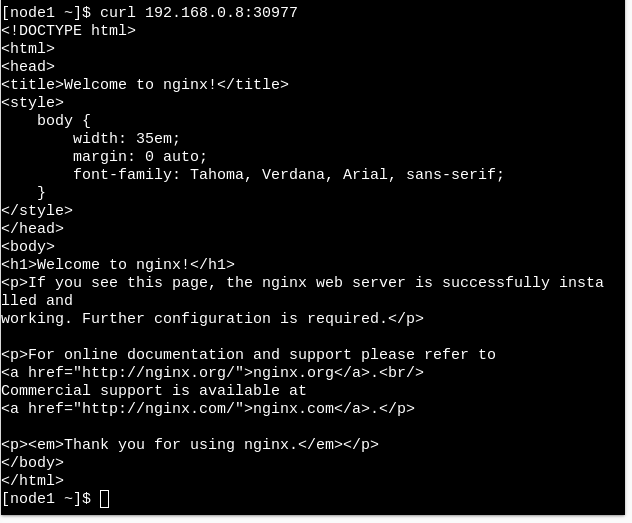 [node1 ~]$ curl 192.168.0.8:30977
<!DOCTYPE html>
<html>
<head>
<title>Welcome to nginx!</title>
<style>
    body {
        width: 35em;
        margin: 0 auto;
        font-family: Tahoma, Verdana, Arial, sans-serif;
    }
</style>
</head>
<body>
<h1>Welcome to nginx!</h1>
<p>If you see this page, the nginx web server is successfully insta
lled and
working. Further configuration is required.</p>

<p>For online documentation and support please refer to
<a href="http://nginx.org/">nginx.org</a>.<br/>
Commercial support is available at
<a href="http://nginx.com/">nginx.com</a>.</p>

<p><em>Thank you for using nginx.</em></p>
</body>
</html>
[node1 ~]$